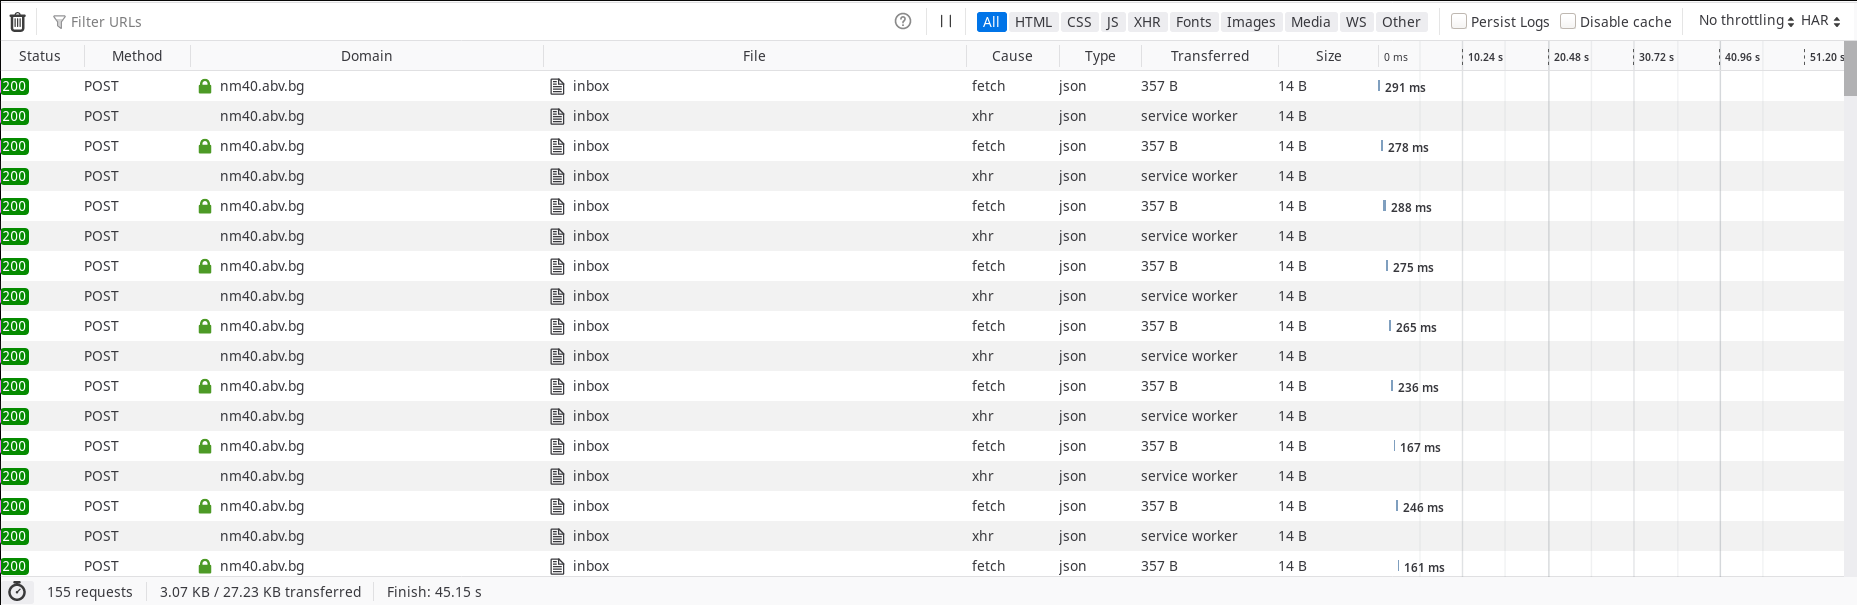 Filter URLs All HTML CSS JS XHR Fonts Images Media WS Other Persist Logs Disable cache No throttling HAR
Status Method Domain File Cause Type Transferred Size 0 ms 10.24 s 20.48 s 30.72 s 40.96 s 51.20 s
200 POST nm40.abv.bg inbox fetch json 357 B 14 B 291 ms
200 POST nm40.abv.bg inbox xhr json service worker 14 B
200 POST nm40.abv.bg inbox fetch json 357 B 14 B 278 ms
200 POST nm40.abv.bg inbox xhr json service worker 14 B
200 POST nm40.abv.bg inbox fetch json 357 B 14 B 288 ms
200 POST nm40.abv.bg inbox xhr json service worker 14 B
200 POST nm40.abv.bg inbox fetch json 357 B 14 B 275 ms
200 POST nm40.abv.bg inbox xhr json service worker 14 B
200 POST nm40.abv.bg inbox fetch json 357 B 14 B 265 ms
200 POST nm40.abv.bg inbox xhr json service worker 14 B
200 POST nm40.abv.bg inbox fetch json 357 B 14 B 236 ms
200 POST nm40.abv.bg inbox xhr json service worker 14 B
200 POST nm40.abv.bg inbox fetch json 357 B 14 B 167 ms
200 POST nm40.abv.bg inbox xhr json service worker 14 B
200 POST nm40.abv.bg inbox fetch json 357 B 14 B 246 ms
200 POST nm40.abv.bg inbox xhr json service worker 14 B
200 POST nm40.abv.bg inbox fetch json 357 B 14 B 161 ms
155 requests 3.07 KB / 27.23 KB transferred Finish: 45.15 s